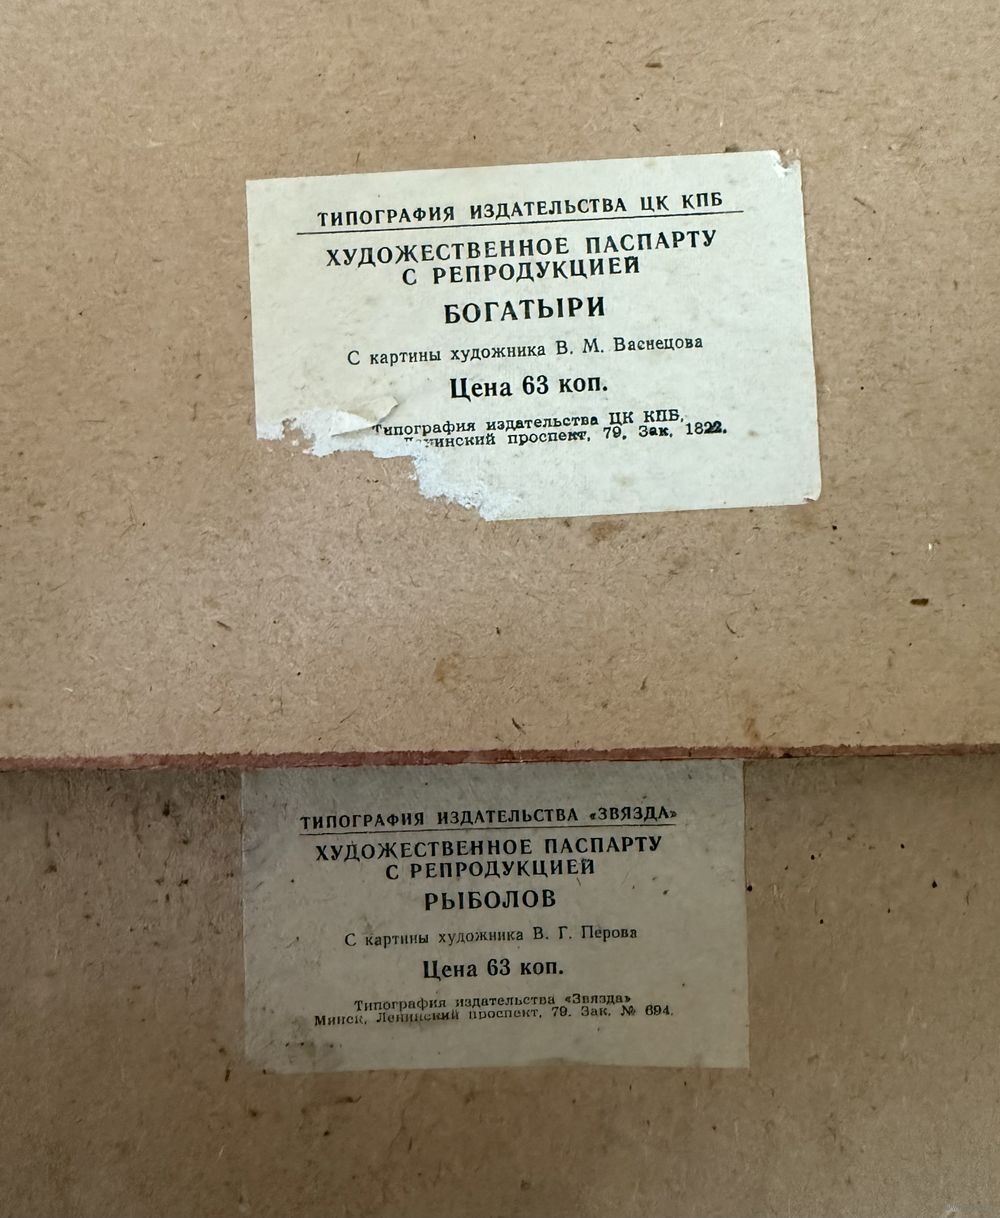 ТИПОГРАФИЯ ИЗДАТЕЛЬСТВА ЦК КПБ
ХУДОЖЕСТВЕННОЕ ПАСПАРТУ
С РЕПРОДУКЦИЕЙ
БОГАТЫРИ
С картины художника В. М. Васнецова
Цена 63 коп.
Типография издательства ЦК КПБ,
Ленинский проспект, 79. Зак. 1822.
ТИПОГРАФИЯ ИЗДАТЕЛЬСТВА «ЗВЯЗДА»
ХУДОЖЕСТВЕННОЕ ПАСПАРТУ
С РЕПРОДУКЦИЕЙ
РЫБОЛОВ
С картины художника В. Г. Перова
Цена 63 коп.
Типография издательства «Звязда»
Минск, Ленинский проспект, 79. Зак. № 694.